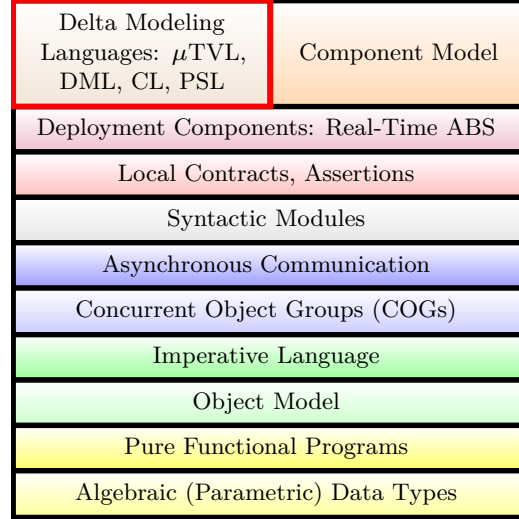 Delta Modeling
Languages: μTVL,
DML, CL, PSL
Component Model
Deployment Components: Real-Time ABS
Local Contracts, Assertions
Syntactic Modules
Asynchronous Communication
Concurrent Object Groups (COGs)
Imperative Language
Object Model
Pure Functional Programs
Algebraic (Parametric) Data Types